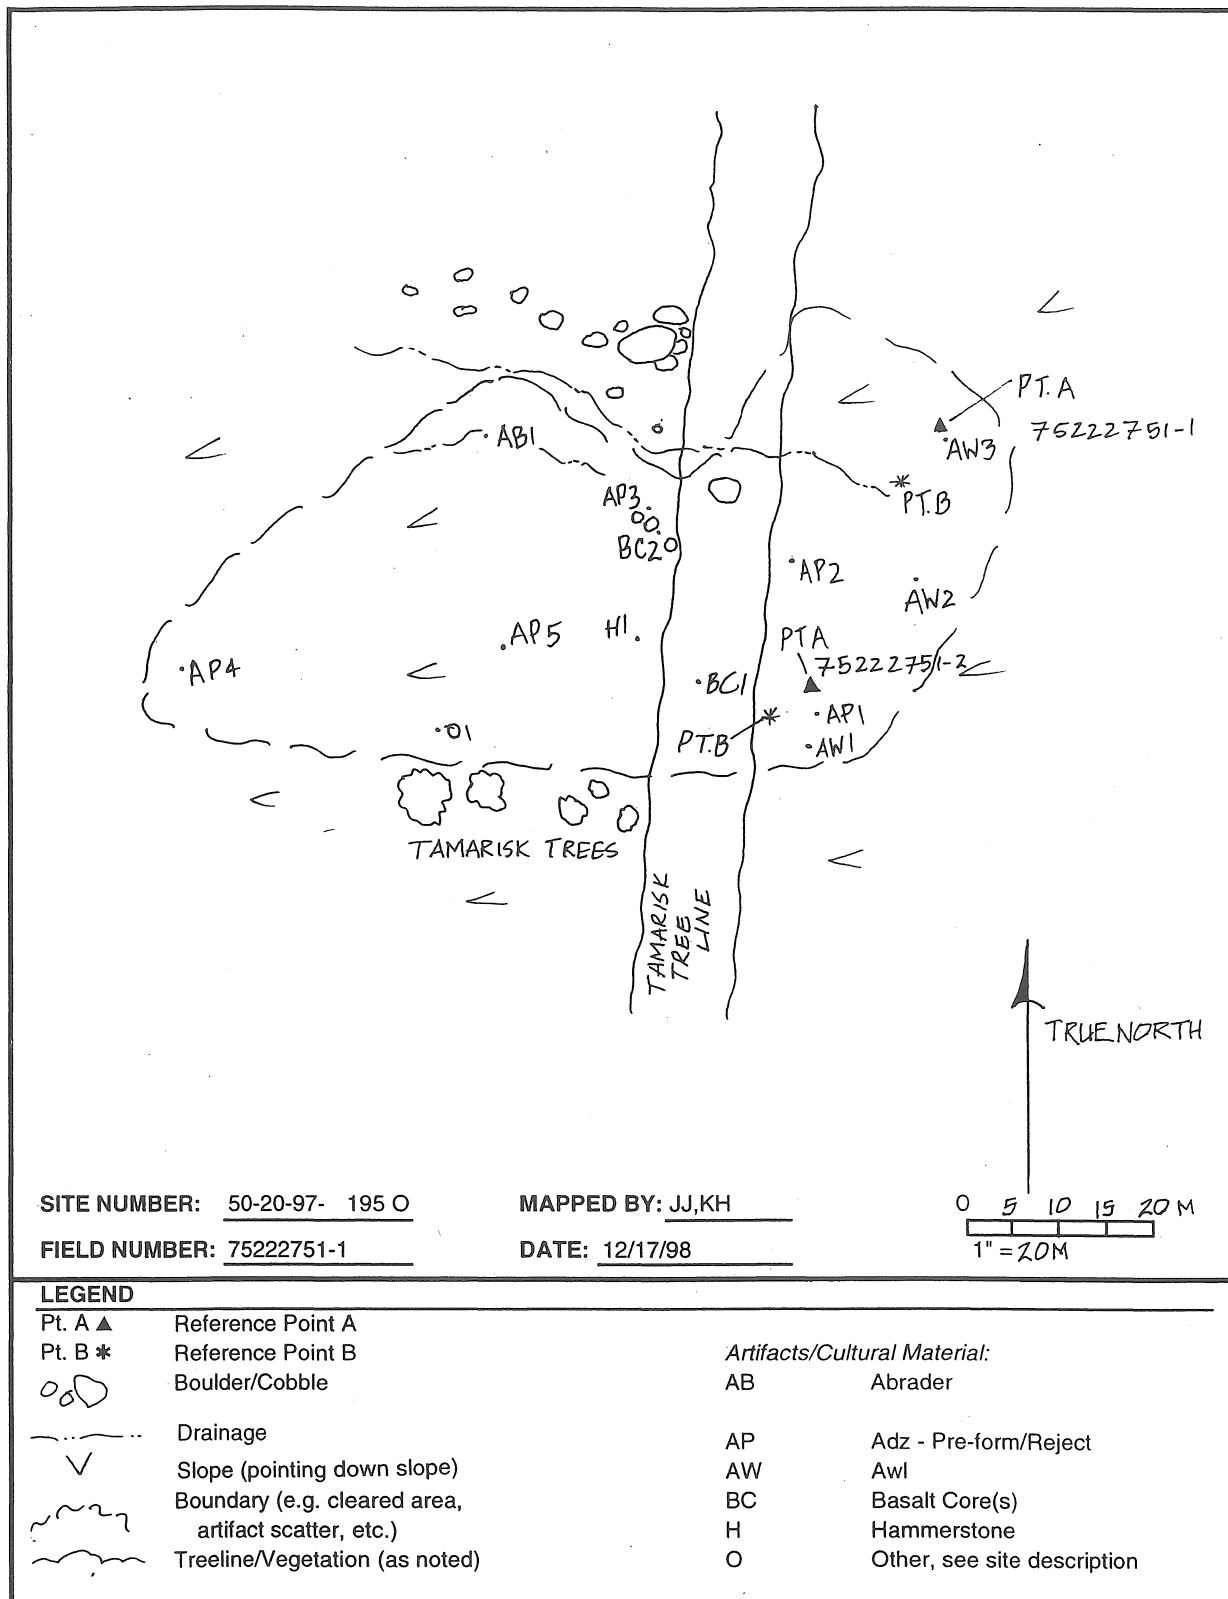 PT.A
75222751-1
AB1
AW3
AP3
PT.B
BC2
AP2
AW2
AP5
H1
PTA
75222751-2
AP4
BC1
AP1
O1
PT.B
AW1
TAMARISK TREES
TAMARISK
TREE
LINE
TRUE NORTH
SITE NUMBER: 50-20-97- 195 O
MAPPED BY: JJ,KH
0 5 10 15 20 M
FIELD NUMBER: 75222751-1
DATE: 12/17/98
1" = 20M
LEGEND
Pt. A ▲ Reference Point A
Pt. B * Reference Point B
Boulder/Cobble
Drainage
Slope (pointing down slope)
Boundary (e.g. cleared area,
artifact scatter, etc.)
Treeline/Vegetation (as noted)
Artifacts/Cultural Material:
AB Abrader
AP Adz - Pre-form/Reject
AW Awl
BC Basalt Core(s)
H Hammerstone
O Other, see site description